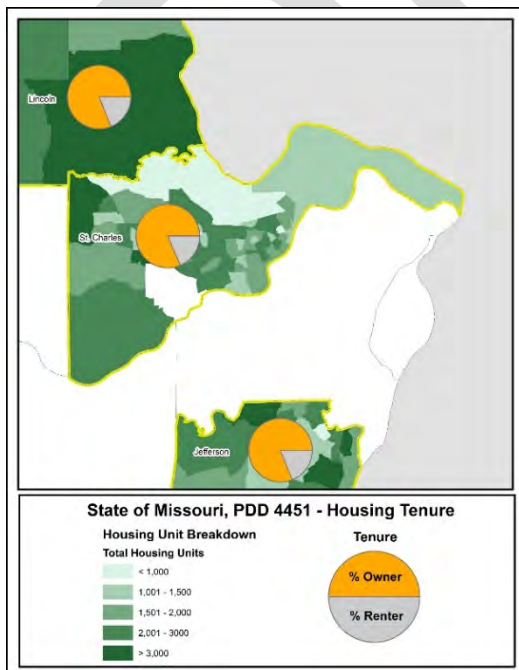 Lincoln
St. Charles
Jefferson
State of Missouri, PDD 4451 - Housing Tenure
Housing Unit Breakdown
Total Housing Units
< 1,000
1,001 - 1,500
1,501 - 2,000
2,001 - 3000
> 3,000
Tenure
% Owner
% Renter